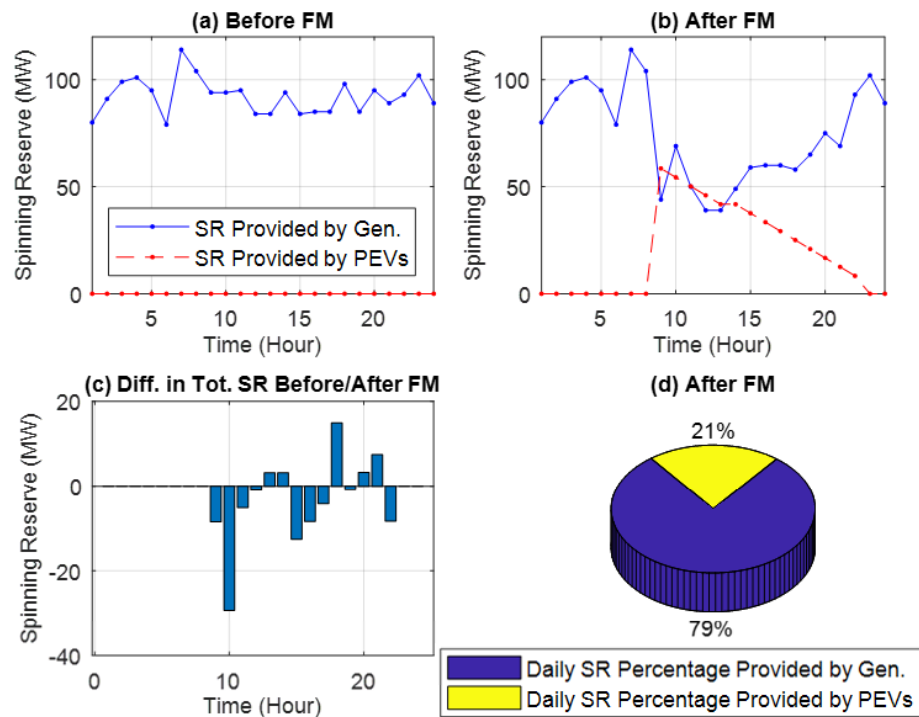 (a) Before FM
Spinning Reserve (MW)
100
50
0
SR Provided by Gen.
SR Provided by PEVs
5
10
15
20
Time (Hour)
(b) After FM
Spinning Reserve (MW)
100
50
0
5
10
15
20
Time (Hour)
(c) Diff. in Tot. SR Before/After FM
Spinning Reserve (MW)
20
0
-20
-40
0
10
20
Time (Hour)
(d) After FM
21%
79%
Daily SR Percentage Provided by Gen.
Daily SR Percentage Provided by PEVs